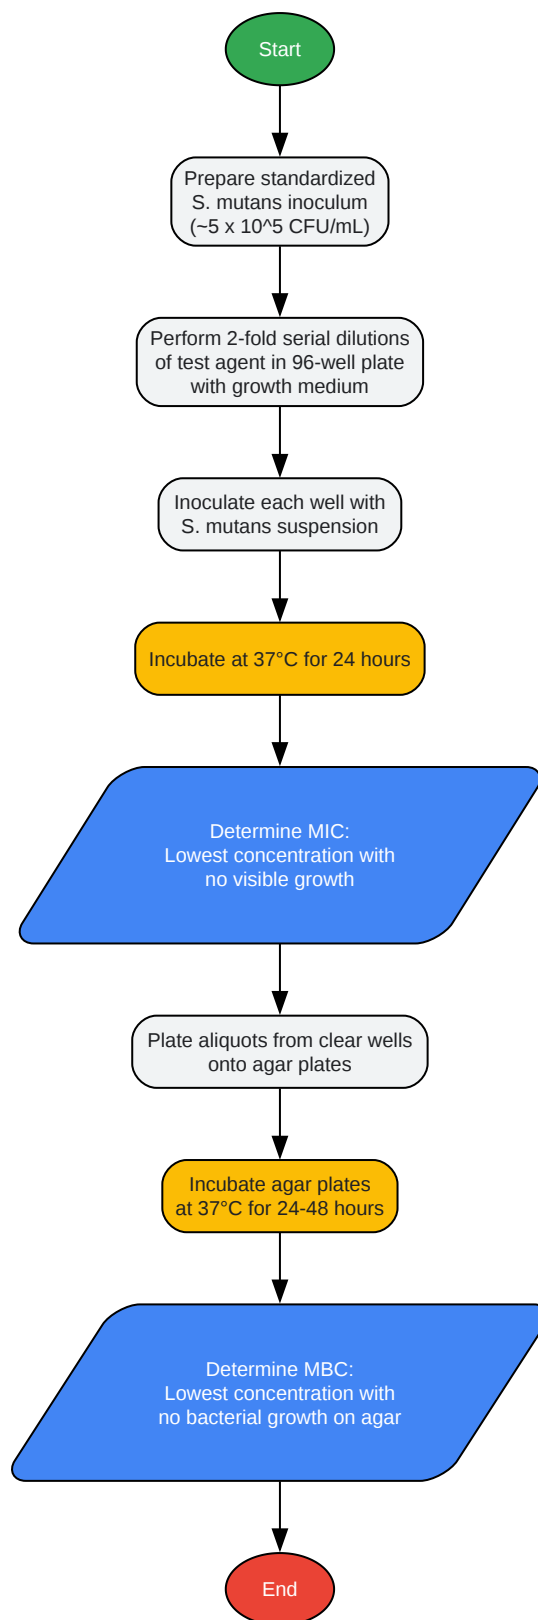 Start
Prepare standardized
S. mutans inoculum
(~5 x 10^5 CFU/mL)
Perform 2-fold serial dilutions
of test agent in 96-well plate
with growth medium
Inoculate each well with
S. mutans suspension
Incubate at 37°C for 24 hours
Determine MIC:
Lowest concentration with
no visible growth
Plate aliquots from clear wells
onto agar plates
Incubate agar plates
at 37°C for 24-48 hours
Determine MBC:
Lowest concentration with
no bacterial growth on agar
End